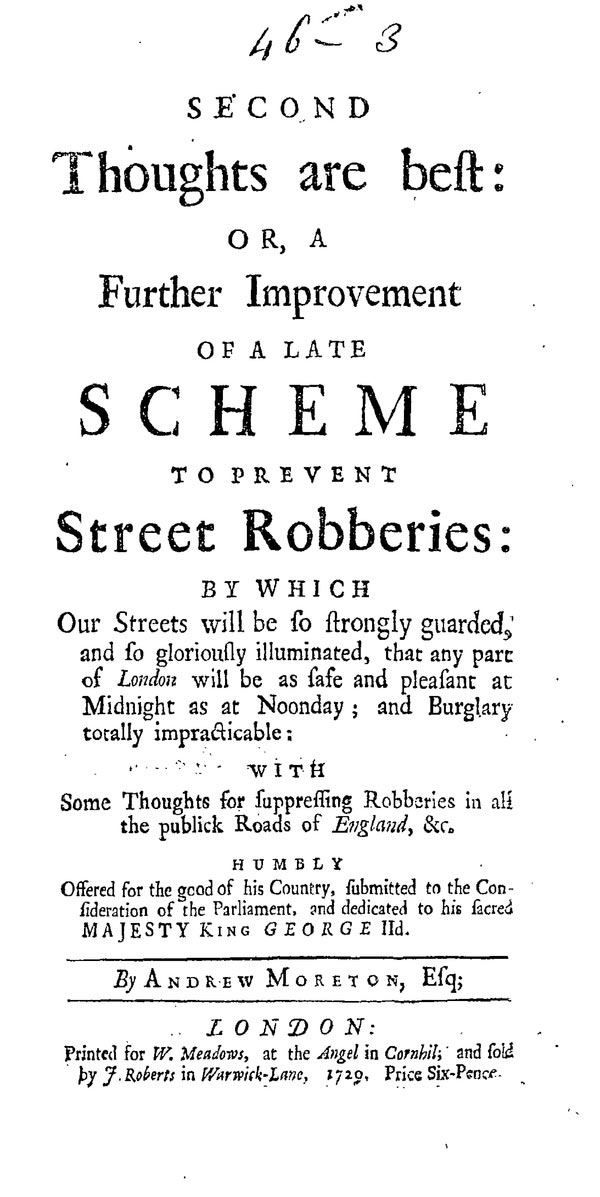 46 — 3
SECOND
Thoughts are beſt:
OR, A
Further Improvement
OF A LATE
SCHEME
TO PREVENT
Street Robberies:
BY WHICH
Our Streets will be ſo ſtrongly guarded,
and ſo gloriouſly illuminated, that any part
of London will be as ſafe and pleaſant at
Midnight as at Noonday; and Burglary
totally impracticable:
WITH
Some Thoughts for ſuppreſſing Robberies in all
the publick Roads of England, &c.
HUMBLY
Offered for the good of his Country, ſubmitted to the Con-
ſideration of the Parliament, and dedicated to his ſacred
MAJESTY KING GEORGE IId.
By ANDREW MORETON, Eſq;
LONDON:
Printed for W. Meadows, at the Angel in Cornhil; and ſold
by J. Roberts in Warwick-Lane, 1729. Price Six-Pence.